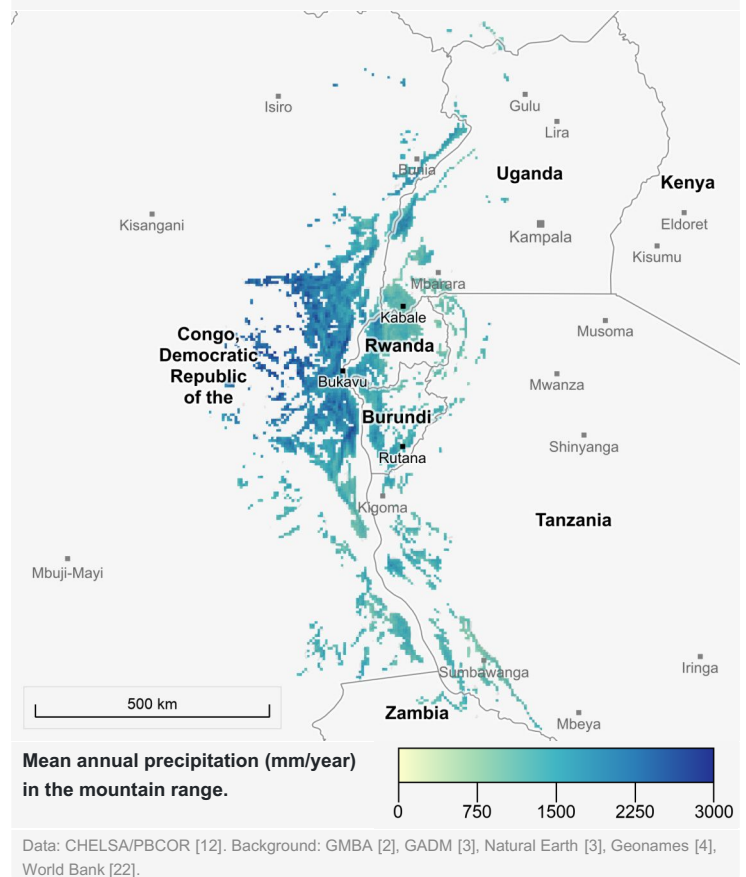 Isiro
Gulu
Lira
Bunia
Uganda
Kenya
Kisangani
Eldoret
Kampala
Kisumu
Mbarara
Kabale
Musoma
Congo,
Democratic
Republic
of the
Rwanda
Bukavu
Mwanza
Burundi
Shinyanga
Rutana
Kigoma
Tanzania
Mbuji-Mayi
Iringa
Sumbawanga
500 km
Zambia
Mbeya
Mean annual precipitation (mm/year)
in the mountain range.
0 750 1500 2250 3000
Data: CHELSA/PBCOR [12]. Background: GMBA [2], GADM [3], Natural Earth [3], Geonames [4],
World Bank [22].